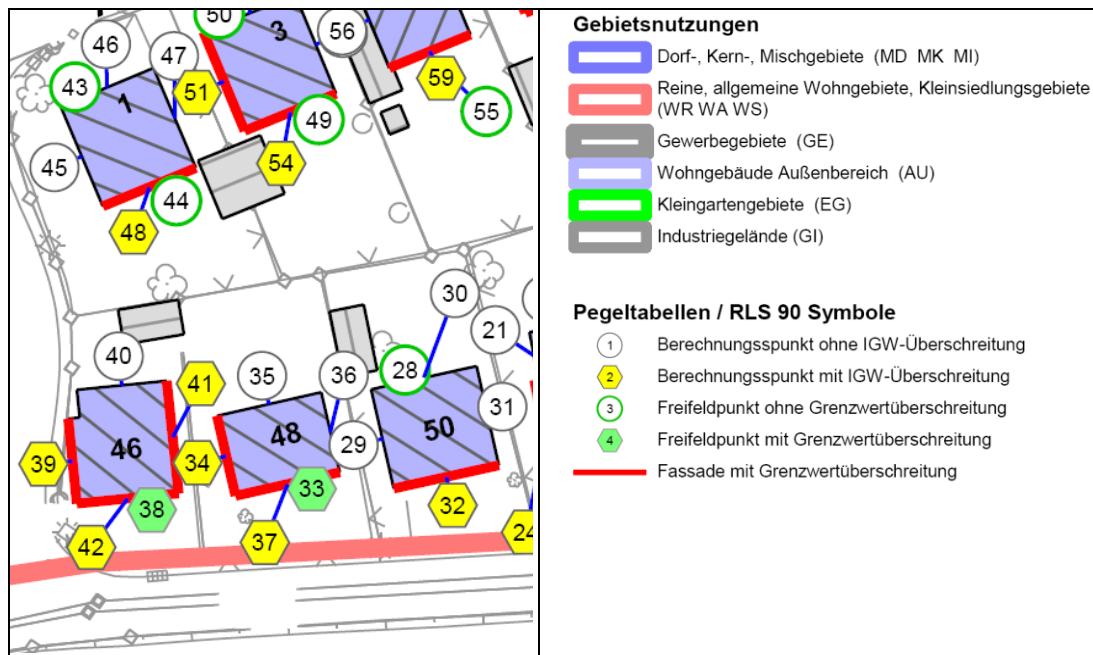 50
3
56
46
47
43
51
59
1
49
55
45
54
44
48
30
21
40
41
35
36
28
31
46
48
50
29
39
34
33
38
32
42
37
24
Gebietsnutzungen
Dorf-, Kern-, Mischgebiete (MD MK MI)
Reine, allgemeine Wohngebiete, Kleinsiedlungsgebiete
(WR WA WS)
Gewerbegebiete (GE)
Wohngebäude Außenbereich (AU)
Kleingartengebiete (EG)
Industriegelände (GI)
Pegeltabellen / RLS 90 Symbole
1 Berechnungsspunkt ohne IGW-Überschreitung
2 Berechnungsspunkt mit IGW-Überschreitung
3 Freifeldpunkt ohne Grenzwertüberschreitung
4 Freifeldpunkt mit Grenzwertüberschreitung
Fassade mit Grenzwertüberschreitung